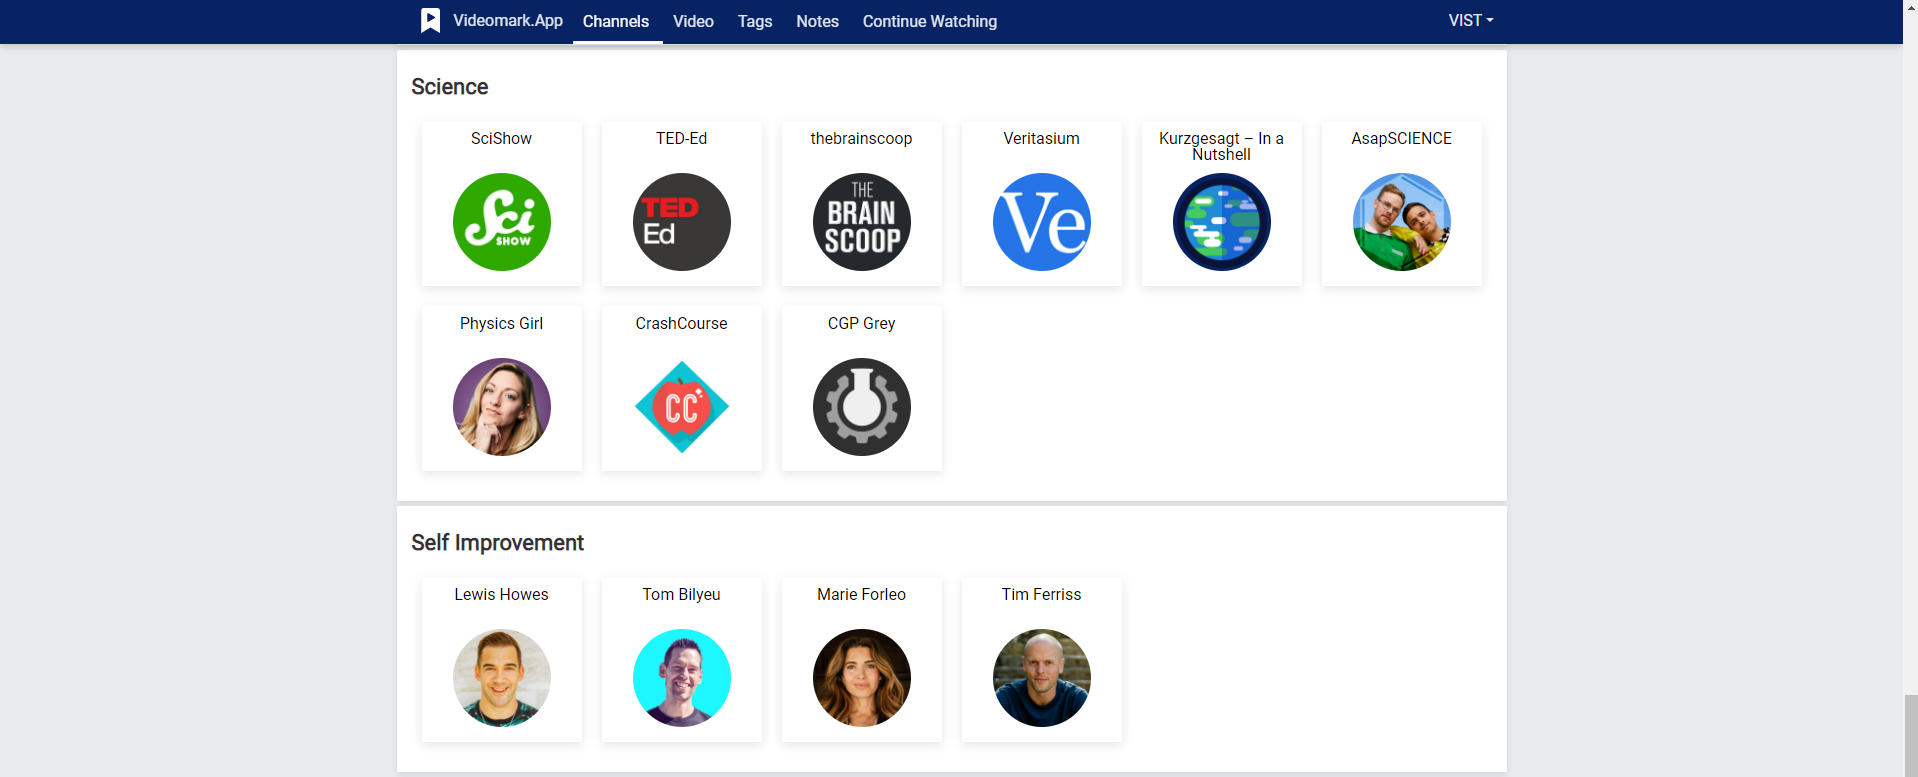 Videomark.App Channels Video Tags Notes Continue Watching VIST
Science
SciShow TED-Ed thebrainscoop Veritasium Kurzgesagt – In a AsapSCIENCE
Nutshell
Sci
SHOW
TED
Ed
THE
BRAIN
SCOOP
Ve
Physics Girl CrashCourse CGP Grey
CC
Self Improvement
Lewis Howes Tom Bilyeu Marie Forleo Tim Ferriss